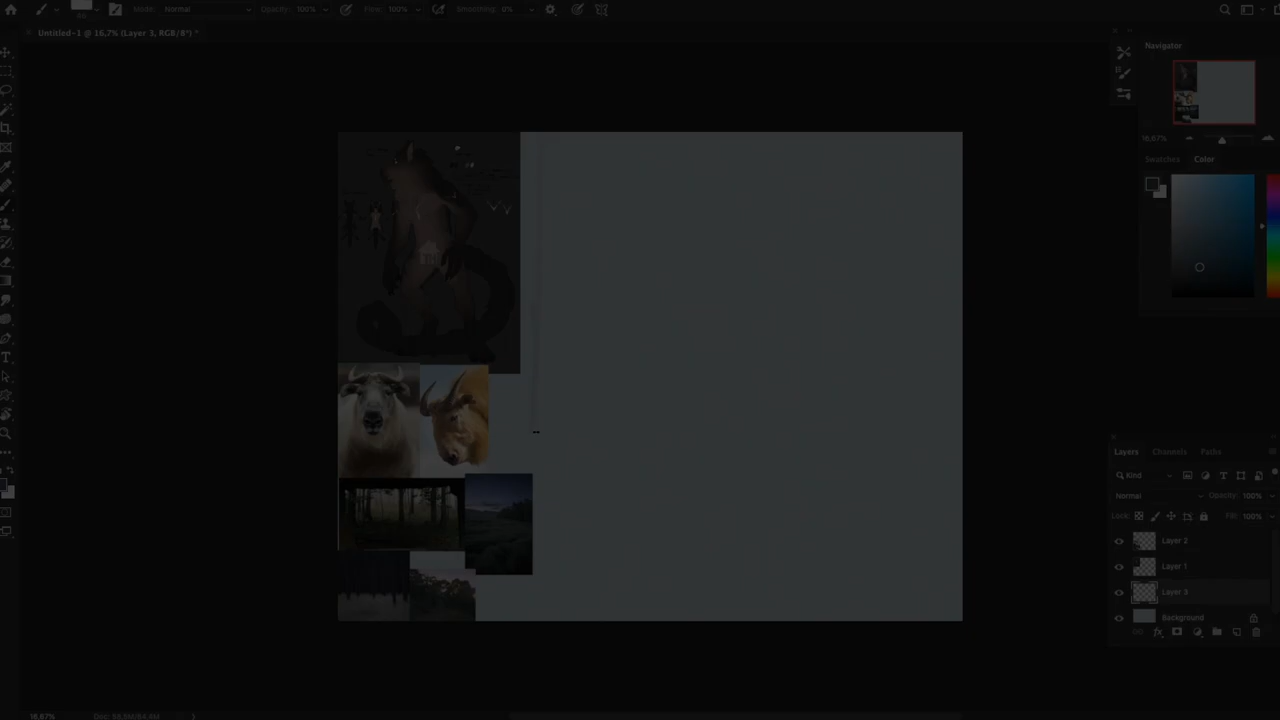 Mode: Normal Opacity: 100% Flow: 100% Smoothing: 0%
Untitled-1 @ 16,7% (Layer 3, RGB/8*) *
Navigator
16,67%
Swatches Color
Layers Channels Paths
Kind
Normal Opacity: 100%
Lock: Fill: 100%
Layer 2
Layer 1
Layer 3
Background
16,67%